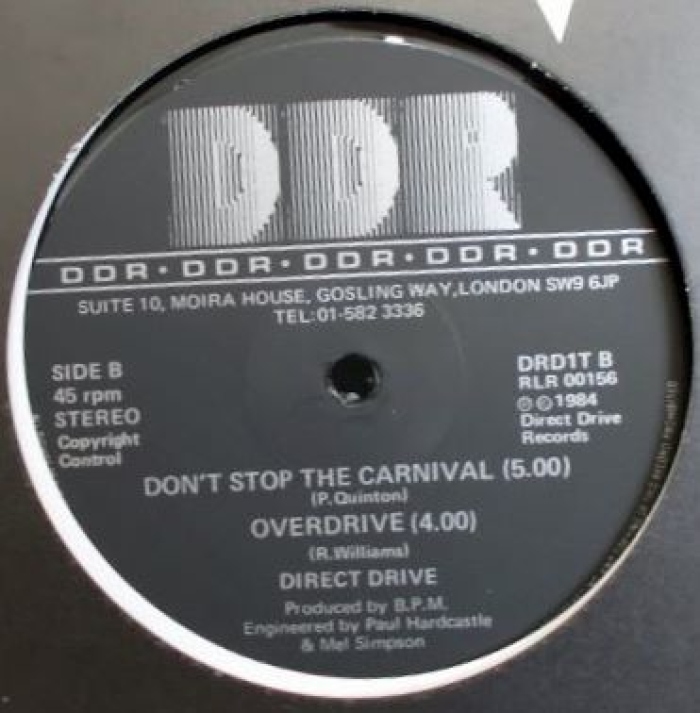 DDR
DDR • DDR • DDR • DDR • DDR
SUITE 10, MOIRA HOUSE, GOSLING WAY, LONDON SW9 6JP
TEL:01-582 3336
SIDE B
45 rpm
STEREO
Copyright
Control
DRD1T B
RLR 00156
℗ © 1984
Direct Drive
Records
DON'T STOP THE CARNIVAL (5.00)
(P.Quinton)
OVERDRIVE (4.00)
(R.Williams)
DIRECT DRIVE
Produced by B.P.M.
Engineered by Paul Hardcastle
& Mel Simpson